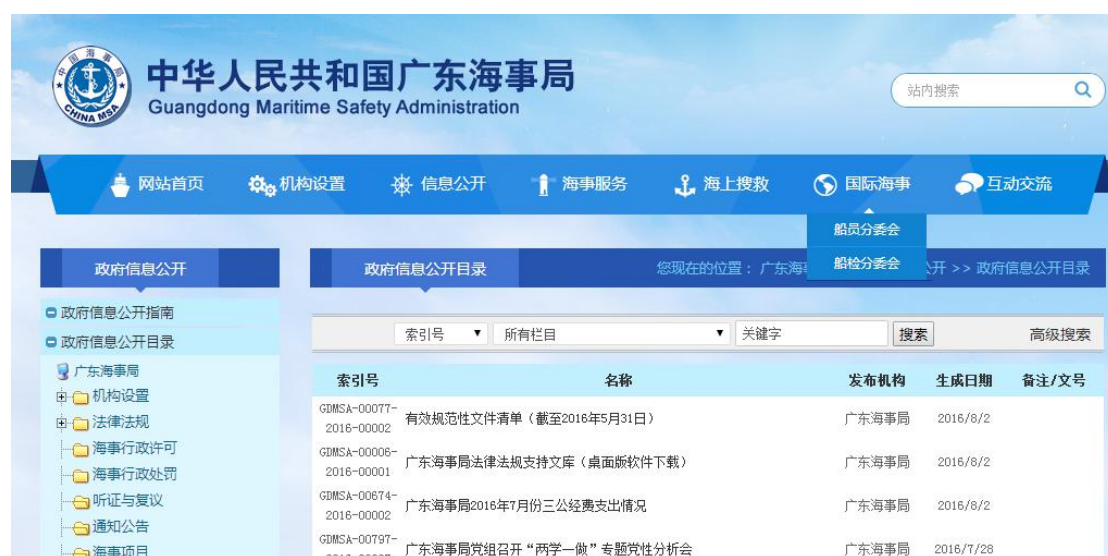 中国海事局
CHINA MSA
中华人民共和国广东海事局
Guangdong Maritime Safety Administration
站内搜索
网站首页 机构设置 信息公开 海事服务 海上搜救 国际海事 互动交流
船员分委会
船检分委会
政府信息公开
政府信息公开目录
您现在的位置： 广东海 公开 >> 政府信息公开目录
政府信息公开指南
政府信息公开目录
广东海事局
机构设置
法律法规
海事行政许可
海事行政处罚
听证与复议
通知公告
海事项目
索引号 所有栏目 关键字 搜索 高级搜索
索引号 名称 发布机构 生成日期 备注/文号
GDMSA-00077-
2016-00002 有效规范性文件清单（截至2016年5月31日） 广东海事局 2016/8/2
GDMSA-00006-
2016-00001 广东海事局法律法规支持文库（桌面版软件下载） 广东海事局 2016/8/2
GDMSA-00674-
2016-00002 广东海事局2016年7月份三公经费支出情况 广东海事局 2016/8/2
GDMSA-00797-
广东海事局党组召开“两学一做”专题党性分析会 广东海事局 2016/7/28